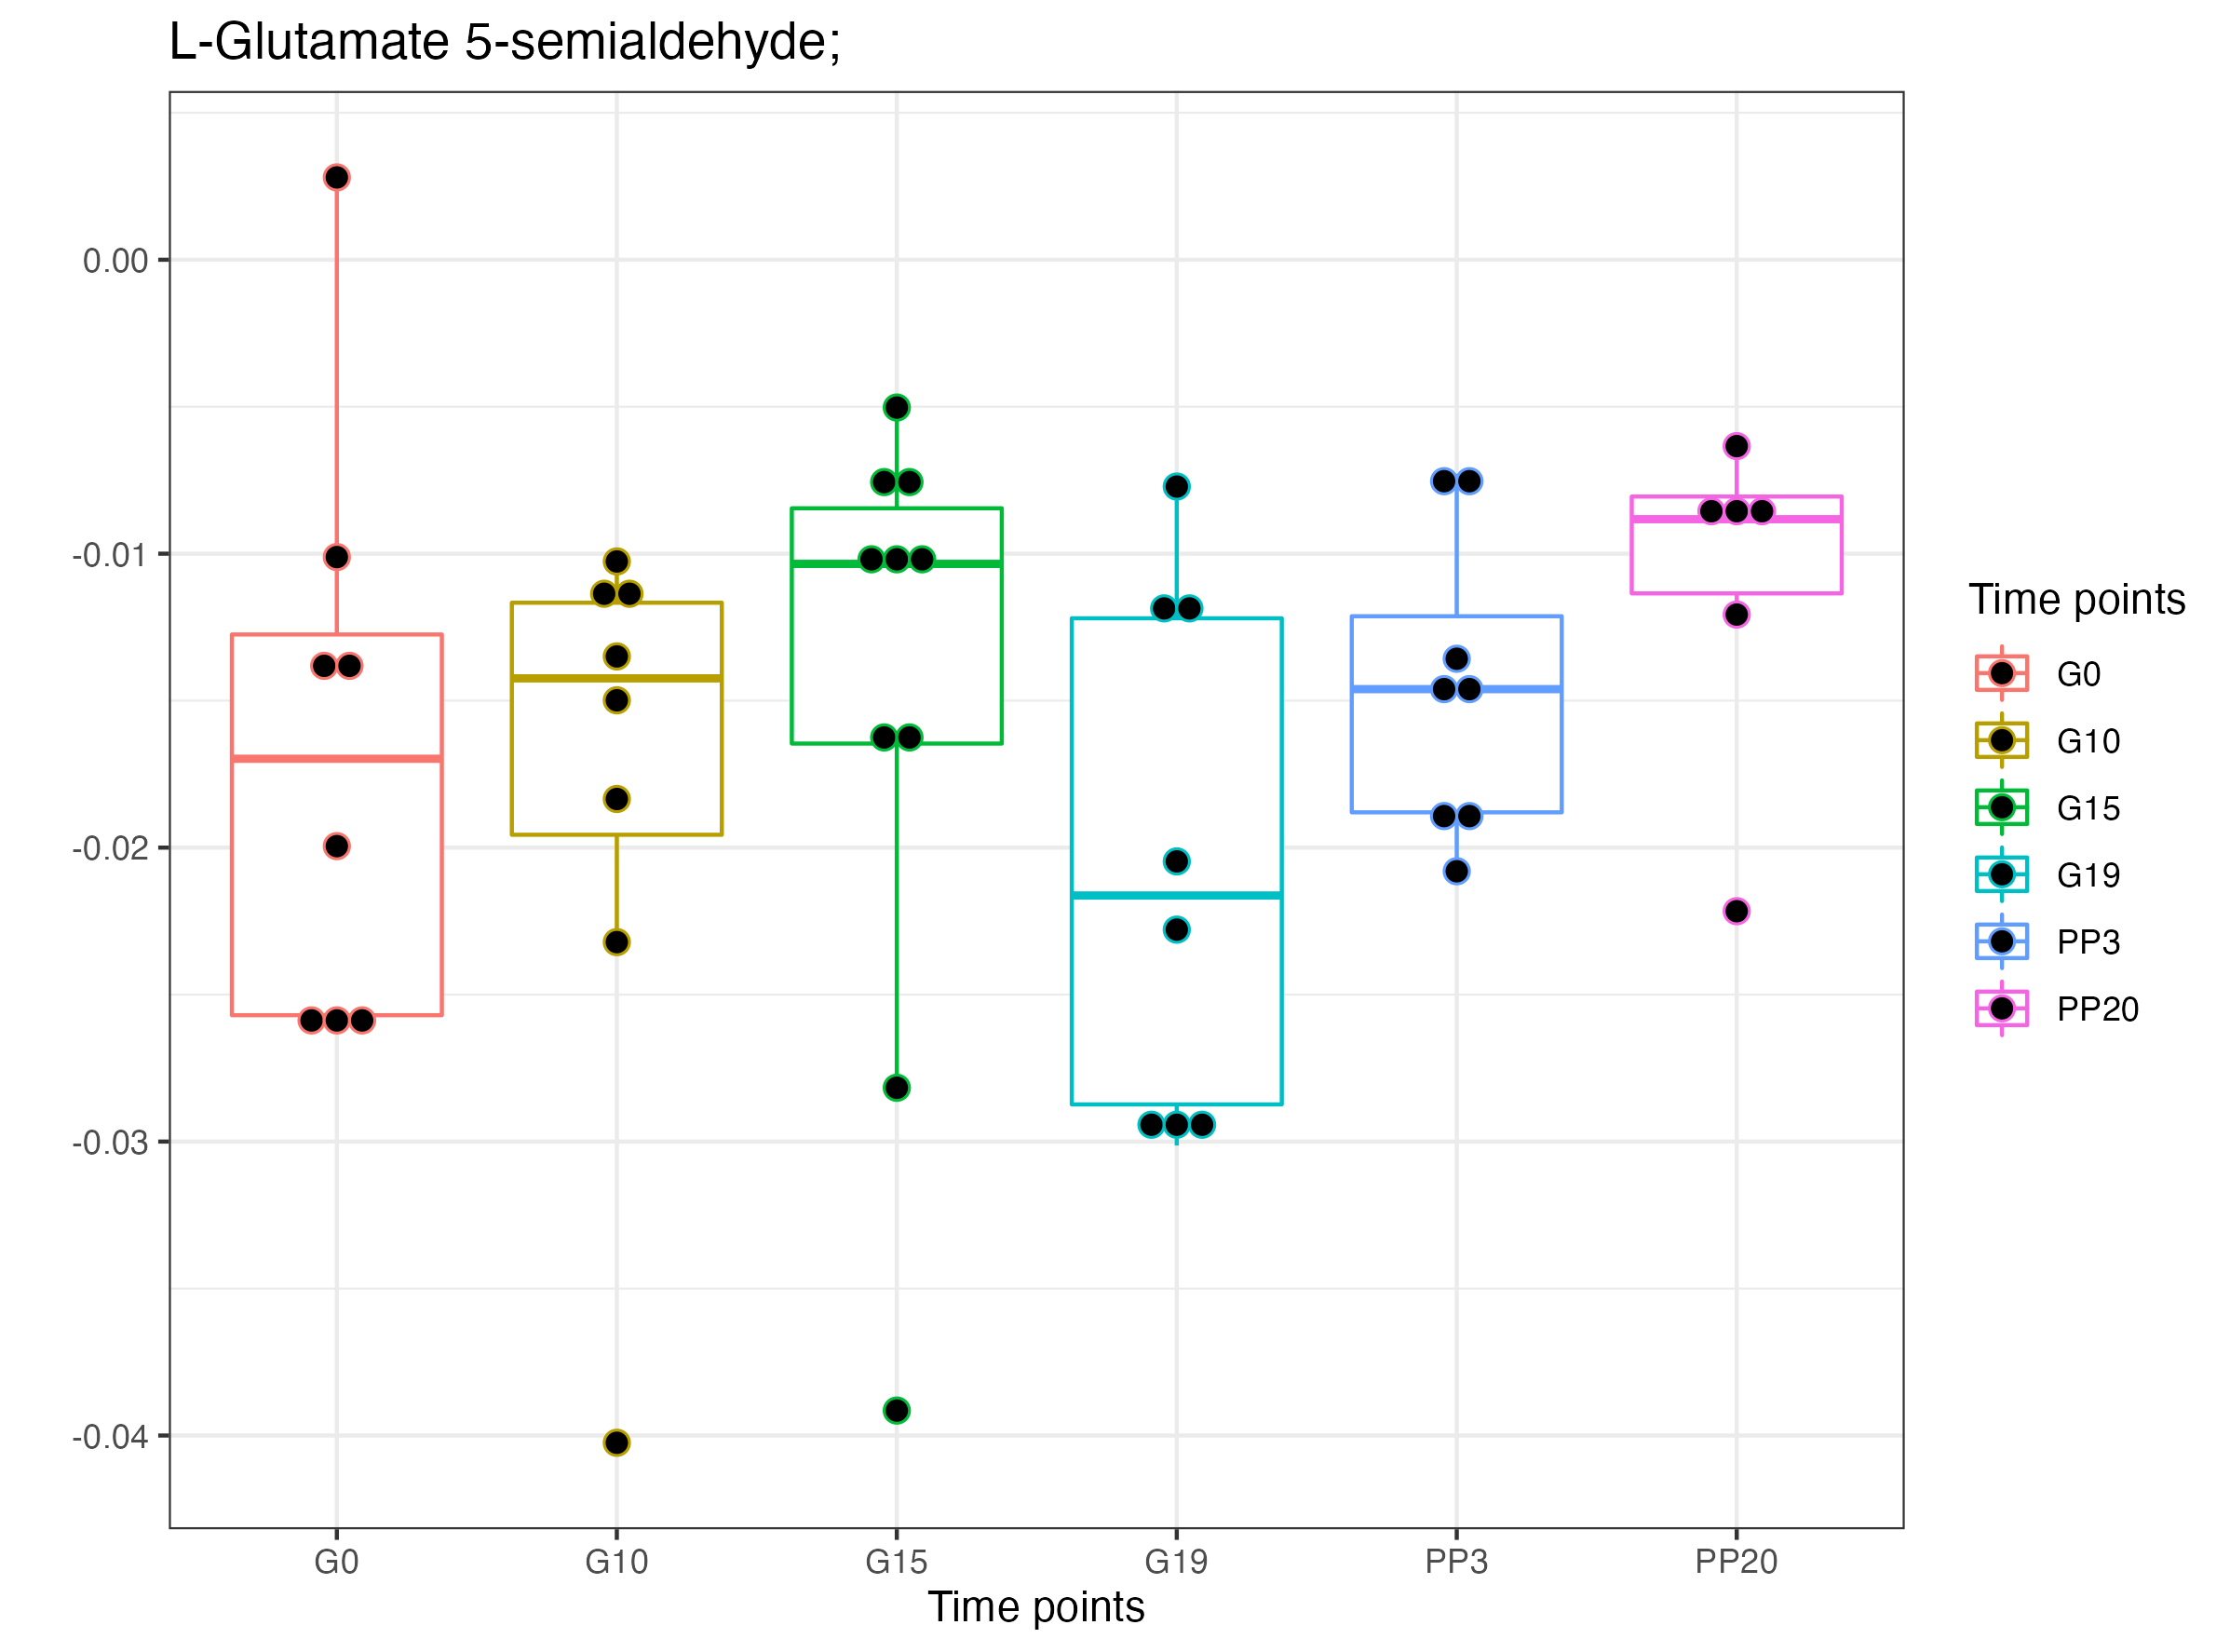 L-Glutamate 5-semialdehyde;
0.00
-0.01
-0.02
-0.03
-0.04
G0 G10 G15 G19 PP3 PP20
Time points
Time points
G0
G10
G15
G19
PP3
PP20